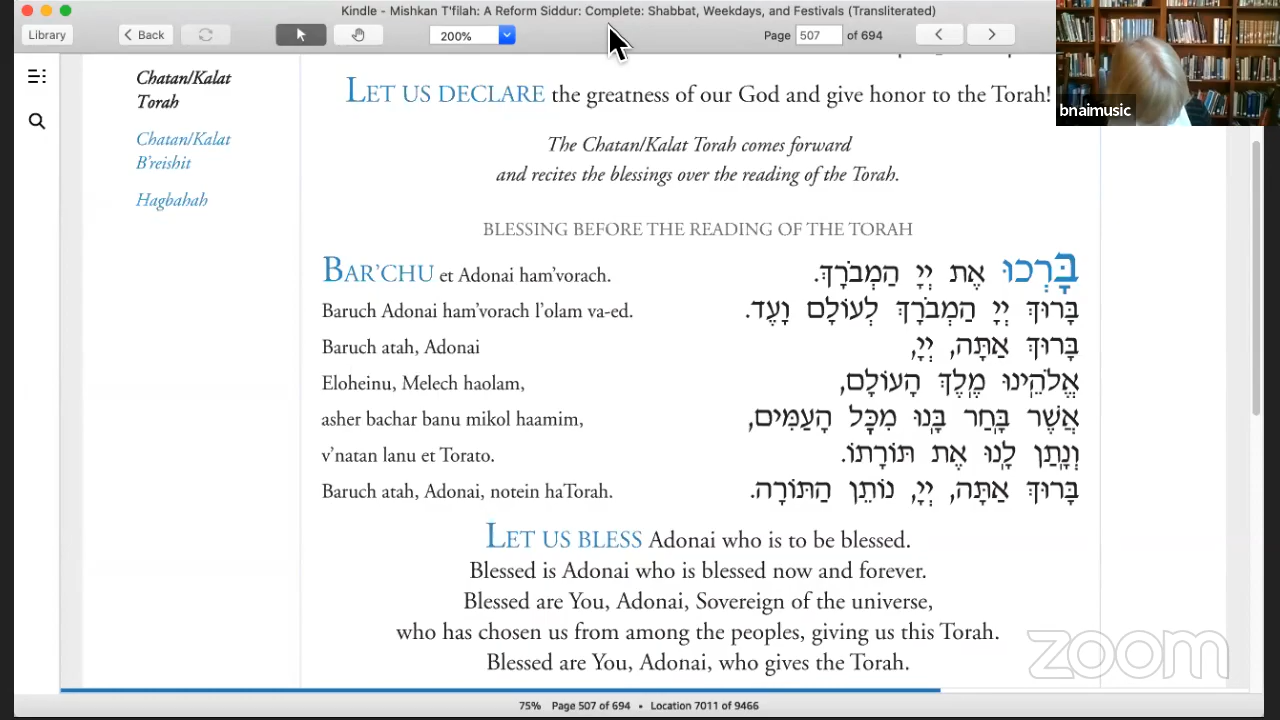 Kindle - Mishkan T'filah: A Reform Siddur: Complete: Shabbat, Weekdays, and Festivals (Transliterated)
Library
Back
200%
Page 507 of 694
bnaimusic
Chatan/Kalat
Torah
Chatan/Kalat
B'reishit
Hagbahah
LET US DECLARE the greatness of our God and give honor to the Torah!
The Chatan/Kalat Torah comes forward
and recites the blessings over the reading of the Torah.
BLESSING BEFORE THE READING OF THE TORAH
BAR'CHU et Adonai ham'vorach.
Baruch Adonai ham'vorach l'olam va-ed.
Baruch atah, Adonai
Eloheinu, Melech haolam,
asher bachar banu mikol haamim,
v'natan lanu et Torato.
Baruch atah, Adonai, notein haTorah.
בָּרְכוּ אֶת יְיָ הַמְבֹרָךְ.
בָּרוּךְ יְיָ הַמְבֹרָךְ לְעוֹלָם וָעֶד.
בָּרוּךְ אַתָּה, יְיָ,
אֱלֹהֵֽינוּ מֶֽלֶךְ הָעוֹלָם,
אֲשֶׁר בָּֽחַר בָּֽנוּ מִכׇּל הָעַמִּים,
וְנָֽתַן לָֽנוּ אֶת תּוֹרָתוֹ.
בָּרוּךְ אַתָּה, יְיָ, נוֹתֵן הַתּוֹרָה.
LET US BLESS Adonai who is to be blessed.
Blessed is Adonai who is blessed now and forever.
Blessed are You, Adonai, Sovereign of the universe,
who has chosen us from among the peoples, giving us this Torah.
Blessed are You, Adonai, who gives the Torah.
zoom
75% Page 507 of 694 • Location 7011 of 9466